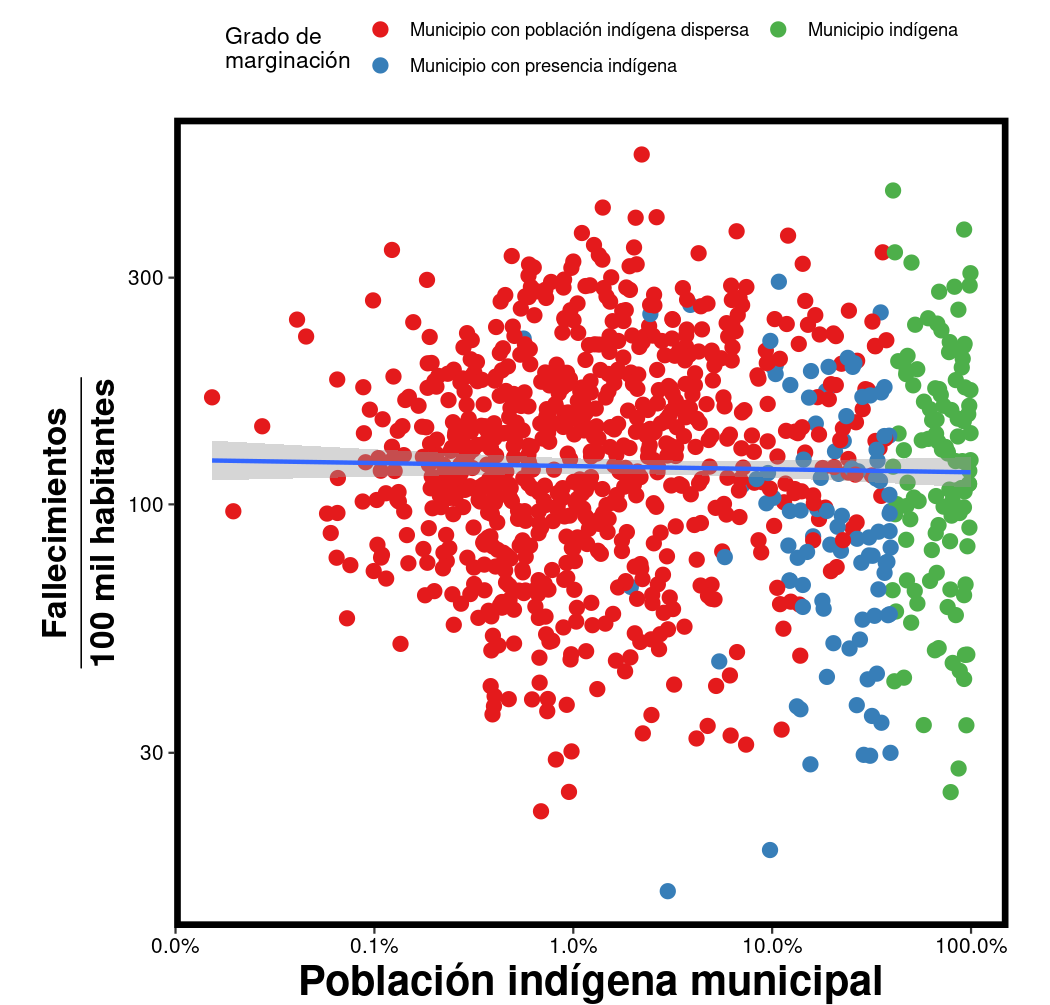 Grado de
marginación
Municipio con población indígena dispersa
Municipio indígena
Municipio con presencia indígena
Fallecimientos
100 mil habitantes
300
100
30
0.0%
0.1%
1.0%
10.0%
100.0%
Población indígena municipal